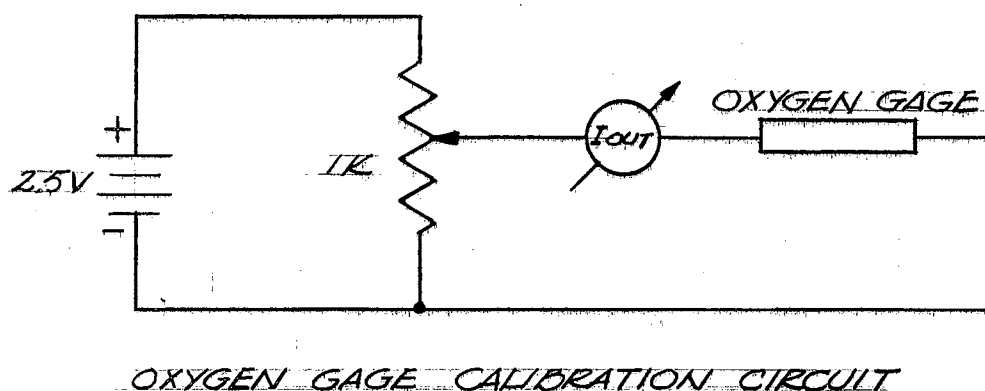 OXYGEN GAGE
IOUT
+
1K
2.5V
-
OXYGEN GAGE CALIBRATION CIRCUIT